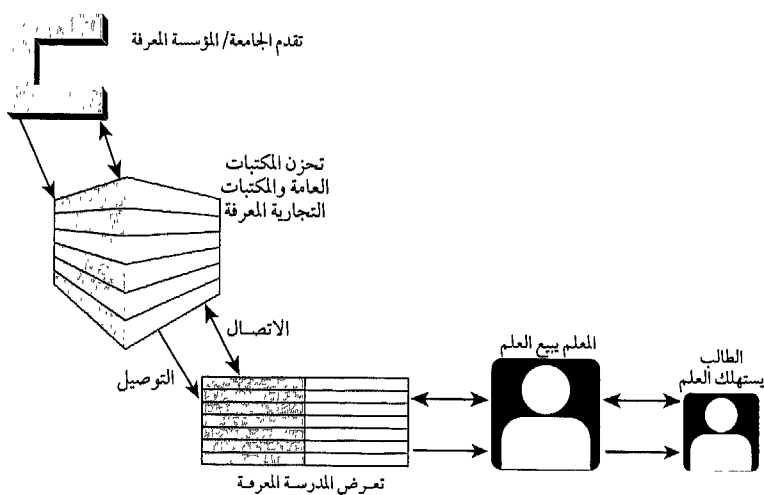 تقدم الجامعة/ المؤسسة المعرفة
تحزن المكتبات
العامة والمكتبات
التجارية المعرفة
الاتصال
التوصيل
المعلم يبيع العلم
الطالب
يستهلك العلم
تعرض المدرسة المعرفة